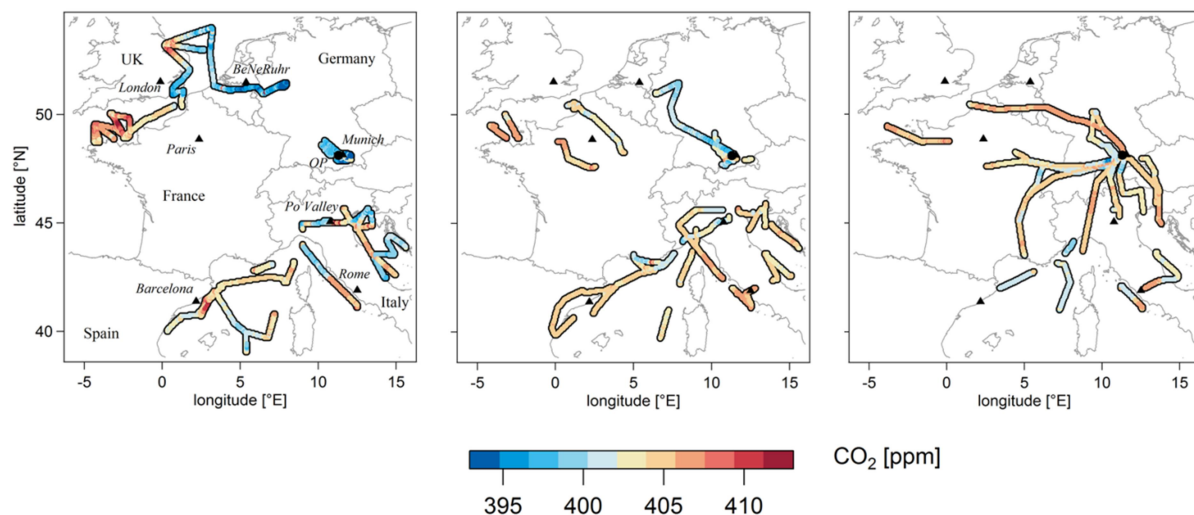 UK
Germany
BeNeRuhr
London
50
Munich
Paris
OP
France
Po Valley
45
Rome
Barcelona
Italy
40
Spain
latitude [°N]
-5 0 5 10 15
-5 0 5 10 15
-5 0 5 10 15
longitude [°E]
longitude [°E]
longitude [°E]
CO₂ [ppm]
395 400 405 410